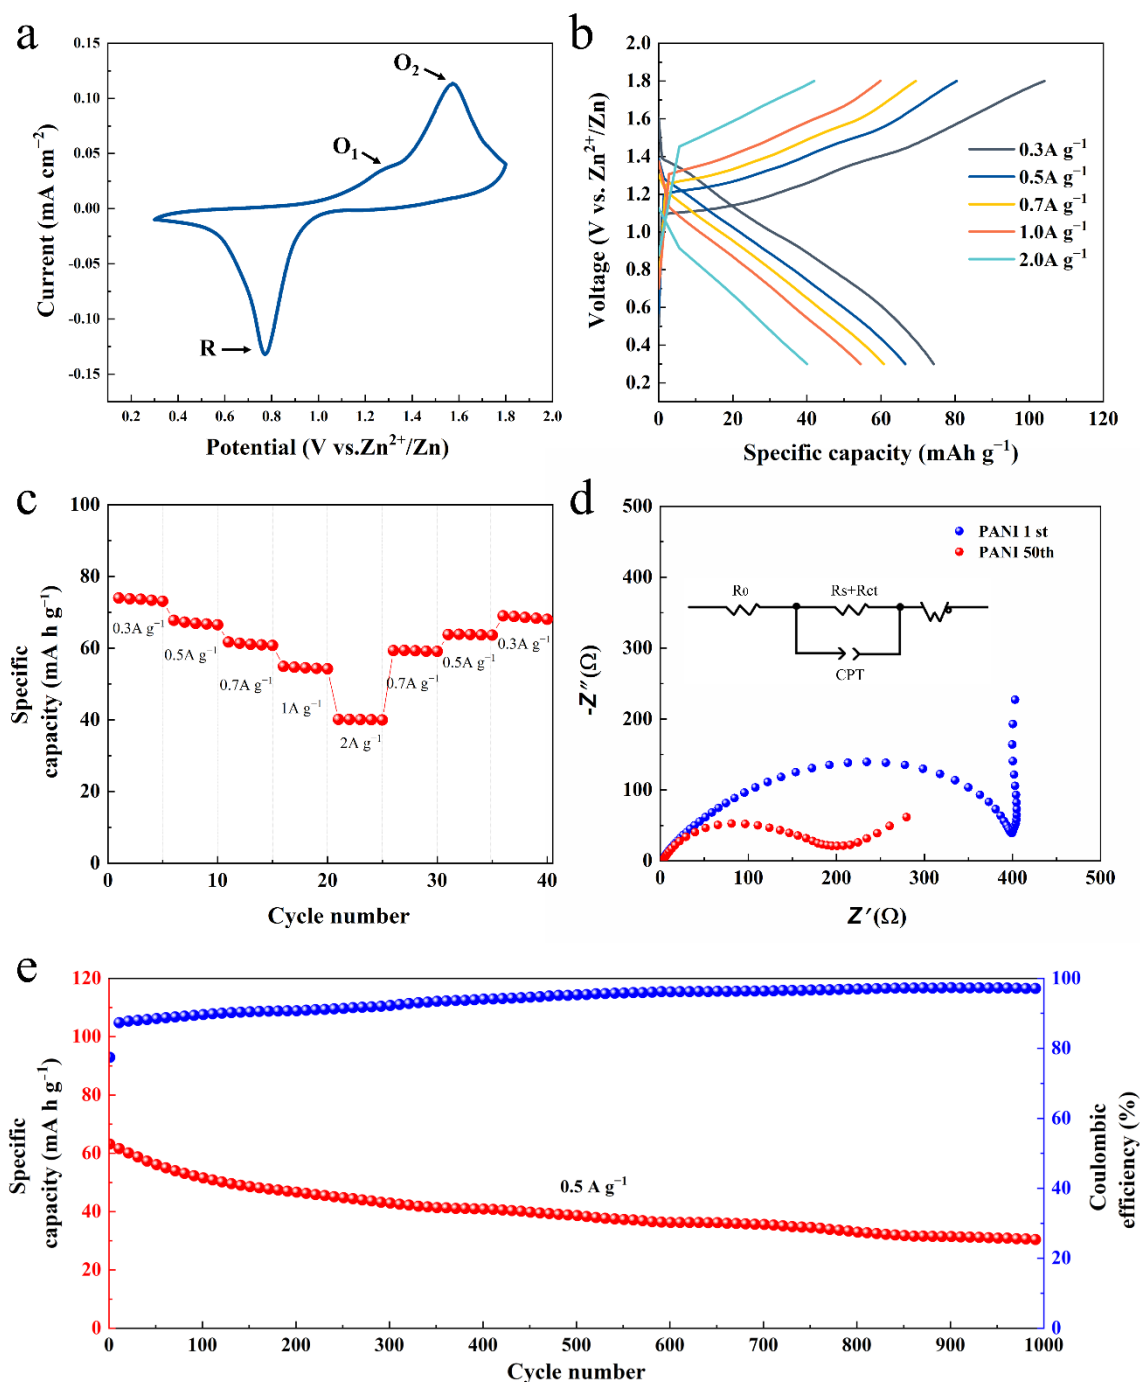 a
0.15
0.10
0.05
0.00
-0.05
-0.10
-0.15
Current (mA cm⁻²)
O₂
O₁
R
0.2 0.4 0.6 0.8 1.0 1.2 1.4 1.6 1.8 2.0
Potential (V vs.Zn²⁺/Zn)
b
2.0
1.8
1.6
1.4
1.2
1.0
0.8
0.6
0.4
0.2
Voltage (V vs. Zn²⁺/Zn)
0.3A g⁻¹
0.5A g⁻¹
0.7A g⁻¹
1.0A g⁻¹
2.0A g⁻¹
0 20 40 60 80 100 120
Specific capacity (mAh g⁻¹)
c
100
80
60
40
20
0
Specific
capacity (mA h g⁻¹)
0.3A g⁻¹
0.5A g⁻¹
0.7A g⁻¹
1A g⁻¹
2A g⁻¹
0.7A g⁻¹
0.5A g⁻¹
0.3A g⁻¹
0 10 20 30 40
Cycle number
d
500
400
300
200
100
0
-Z″(Ω)
PANI 1 st
PANI 50th
R₀
Rs+Rct
CPT
0 100 200 300 400 500
Z′(Ω)
e
120
100
80
60
40
20
0
Specific
capacity (mA h g⁻¹)
0.5 A g⁻¹
100
80
60
40
20
0
Coulombic
efficiency (%)
0 100 200 300 400 500 600 700 800 900 1000
Cycle number